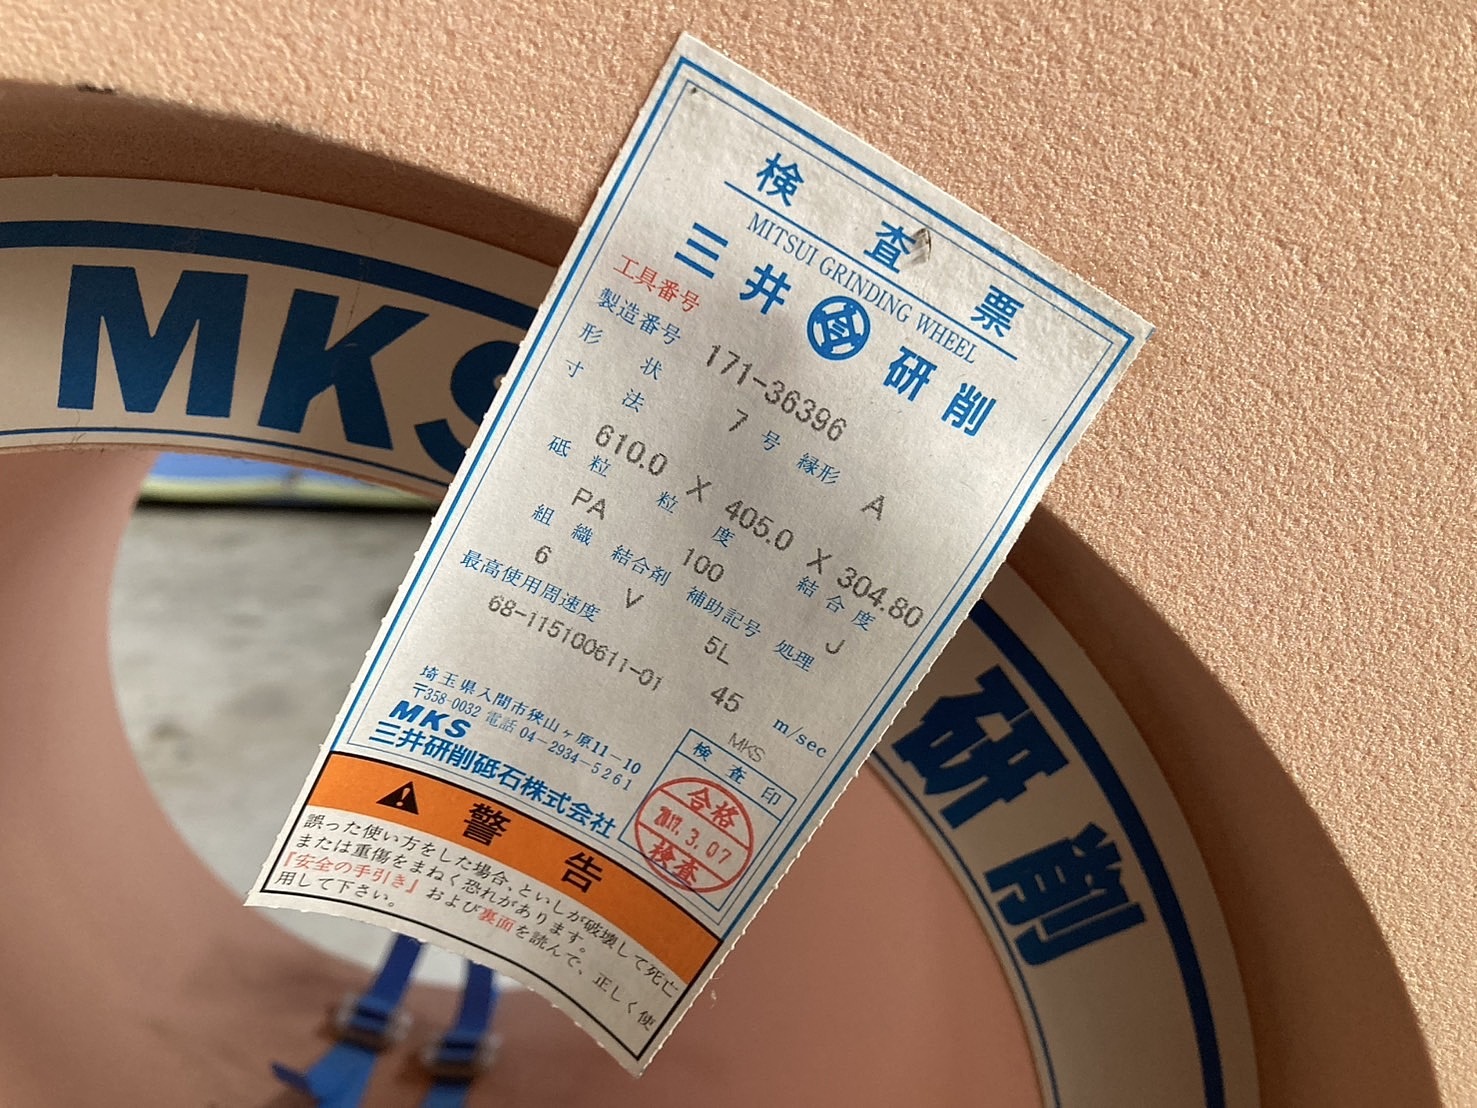 MKS
研削
検査票
MITSUI GRINDING WHEEL
三井研削
工具番号
製造番号 171-36396
形状 7号 縁形 A
寸法 610.0 X 405.0 X 304.80
砥粒 粒度 結合度
PA 100 J
組織 結合剤 補助記号 処理
6 V 5L
最高使用周速度 45 m/sec
68-115100611-01
MKS
埼玉県入間市狭山ヶ原11-10
〒358-0032 電話 04-2934-5261
MKS
三井研削砥石株式会社
検査印
合格
2017.3.07
検査
警告
誤った使い方をした場合、といしが破壊して死亡
または重傷をまねく恐れがあります。
『安全の手引き』および裏面を読んで、正しく使
用して下さい。